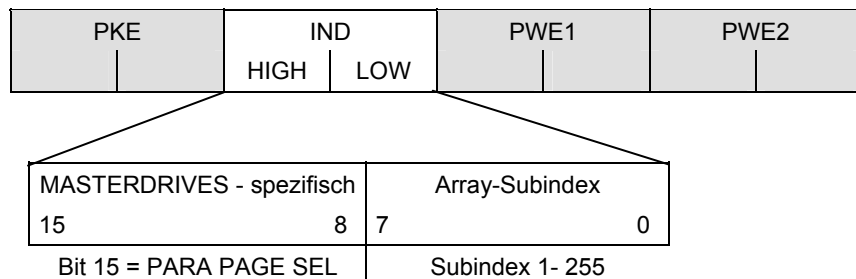 PKE IND PWE1 PWE2
HIGH LOW
MASTERDRIVES - spezifisch Array-Subindex
15 8 7 0
Bit 15 = PARA PAGE SEL Subindex 1- 255